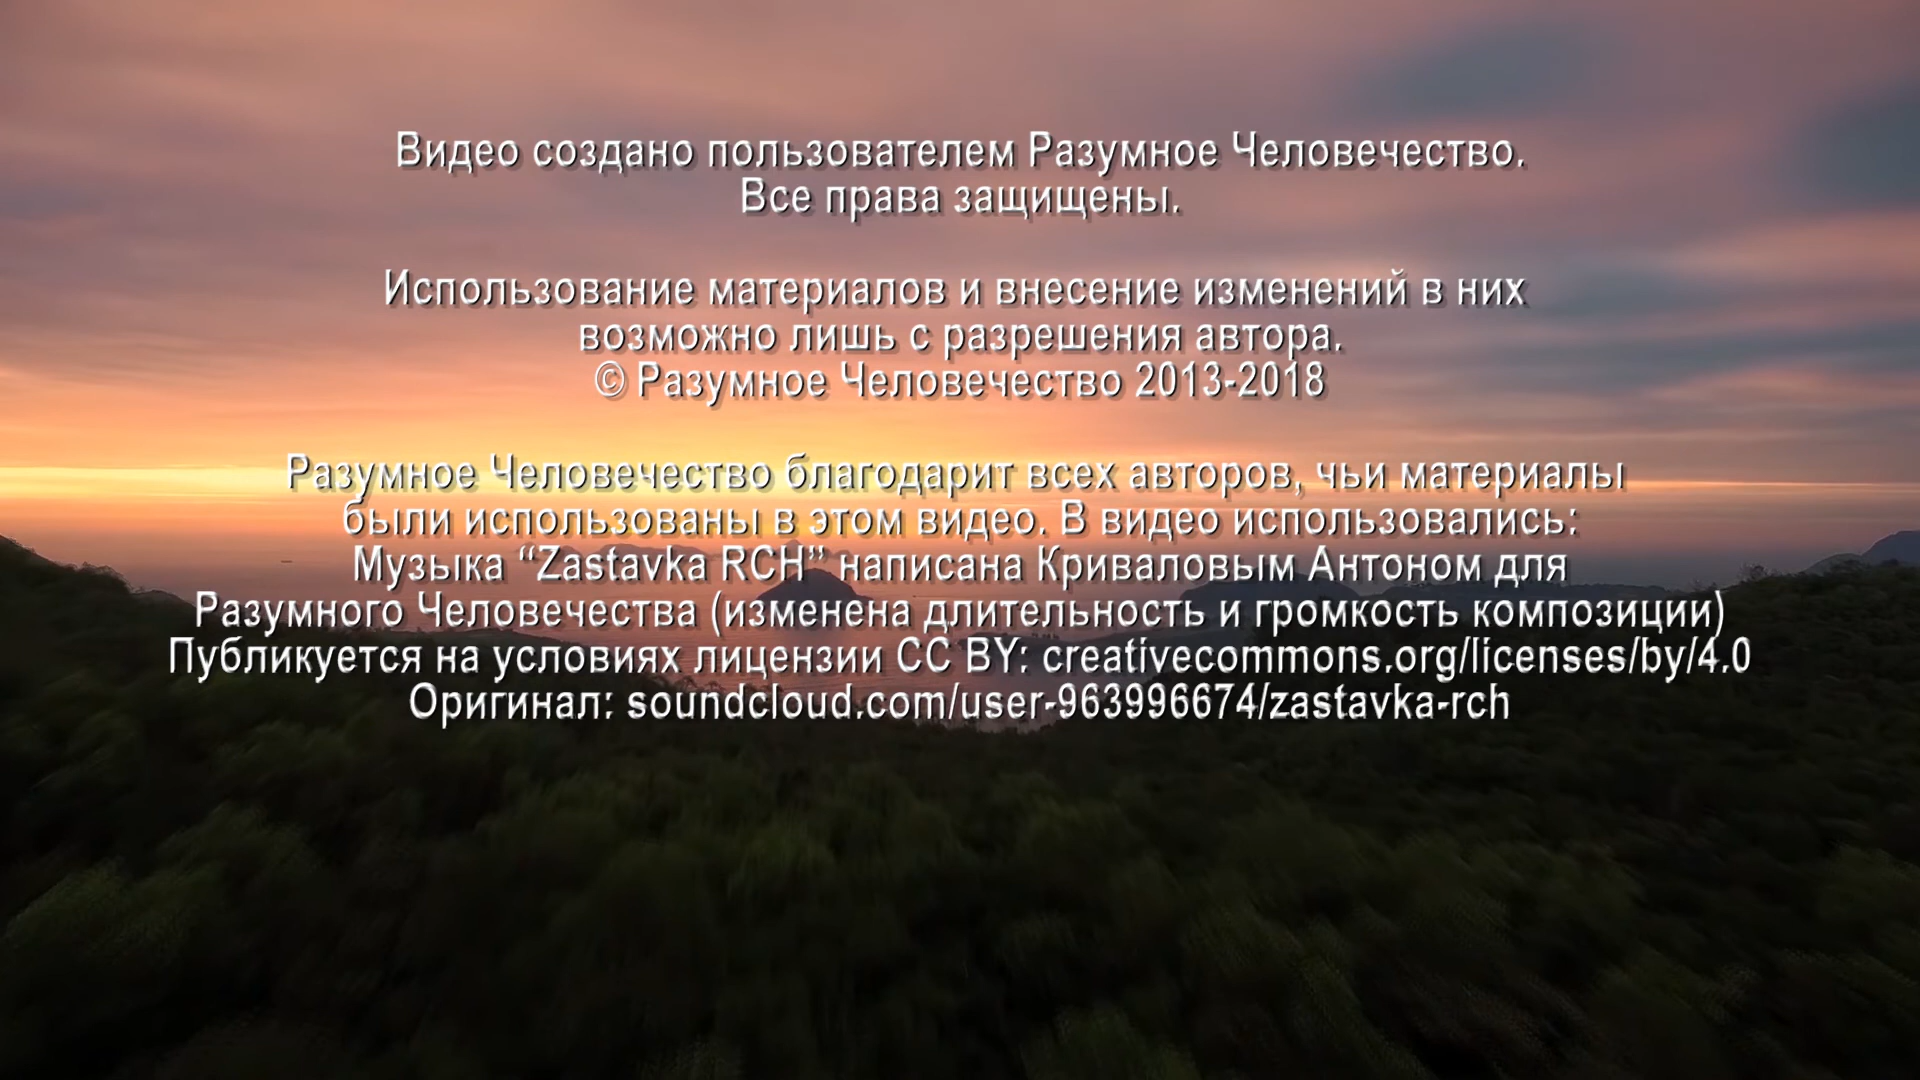 Видео создано пользователем Разумное Человечество.
Все права защищены.
Использование материалов и внесение изменений в них
возможно лишь с разрешения автора.
© Разумное Человечество 2013-2018
Разумное Человечество благодарит всех авторов, чьи материалы
были использованы в этом видео. В видео использовались:
Музыка “Zastavka RCH” написана Криваловым Антоном для
Разумного Человечества (изменена длительность и громкость композиции)
Публикуется на условиях лицензии CC BY: creativecommons.org/licenses/by/4.0
Оригинал: soundcloud.com/user-963996674/zastavka-rch